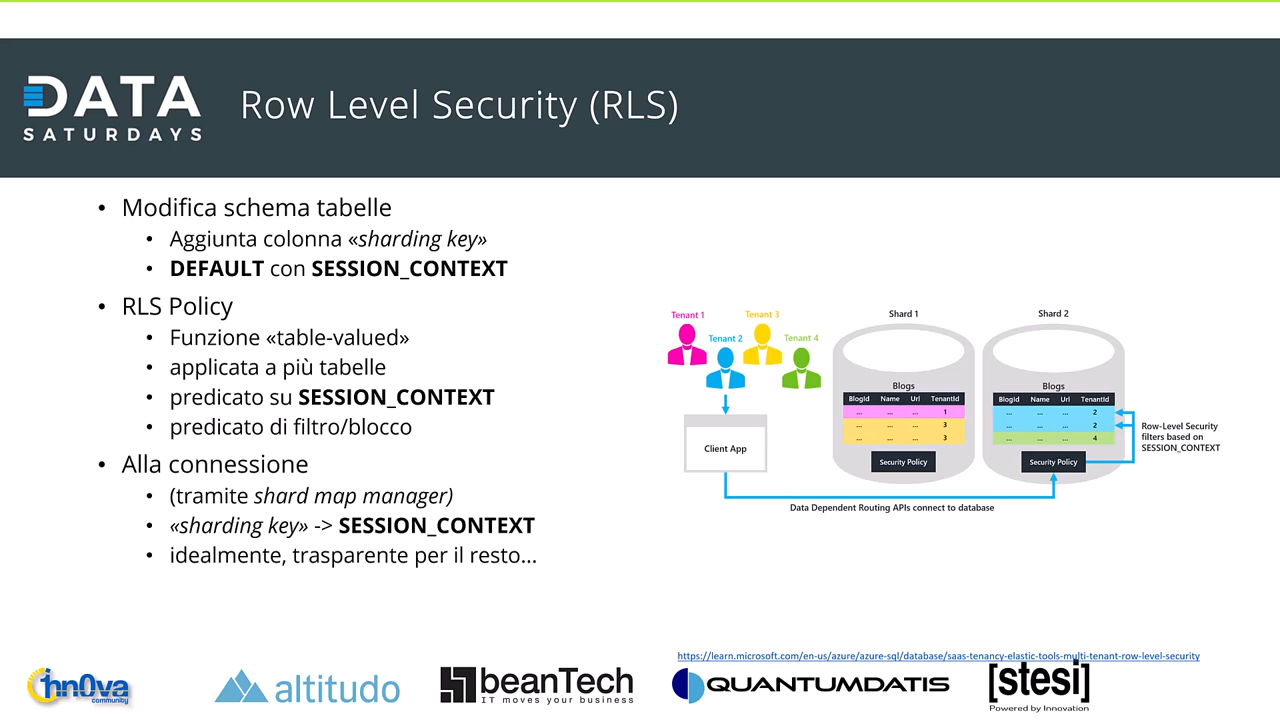 DATA
SATURDAYS
Row Level Security (RLS)
• Modifica schema tabelle
• Aggiunta colonna «sharding key»
• DEFAULT con SESSION_CONTEXT
• RLS Policy
• Funzione «table-valued»
• applicata a più tabelle
• predicato su SESSION_CONTEXT
• predicato di filtro/blocco
• Alla connessione
• (tramite shard map manager)
• «sharding key» -> SESSION_CONTEXT
• idealmente, trasparente per il resto…
Tenant 1
Tenant 2
Tenant 3
Tenant 4
Client App
Shard 1
Blogs
BlogId Name Url TenantId
... ... ... 1
... ... ... 3
... ... ... 3
Security Policy
Shard 2
Blogs
BlogId Name Url TenantId
... ... ... 2
... ... ... 2
... ... ... 4
Security Policy
Row-Level Security
filters based on
SESSION_CONTEXT
Data Dependent Routing APIs connect to database
https://learn.microsoft.com/en-us/azure/azure-sql/database/saas-tenancy-elastic-tools-multi-tenant-row-level-security
1nn0va
community
altitudo
beanTech
IT moves your business
QUANTUMDATIS
[stesi]
Powered by Innovation